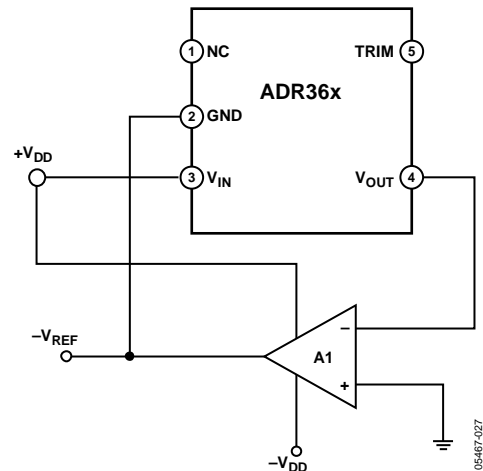 1 NC
TRIM 5
ADR36x
2 GND
+VDD
3 VIN
VOUT 4
–VREF
–
A1
+
–VDD
05467-027